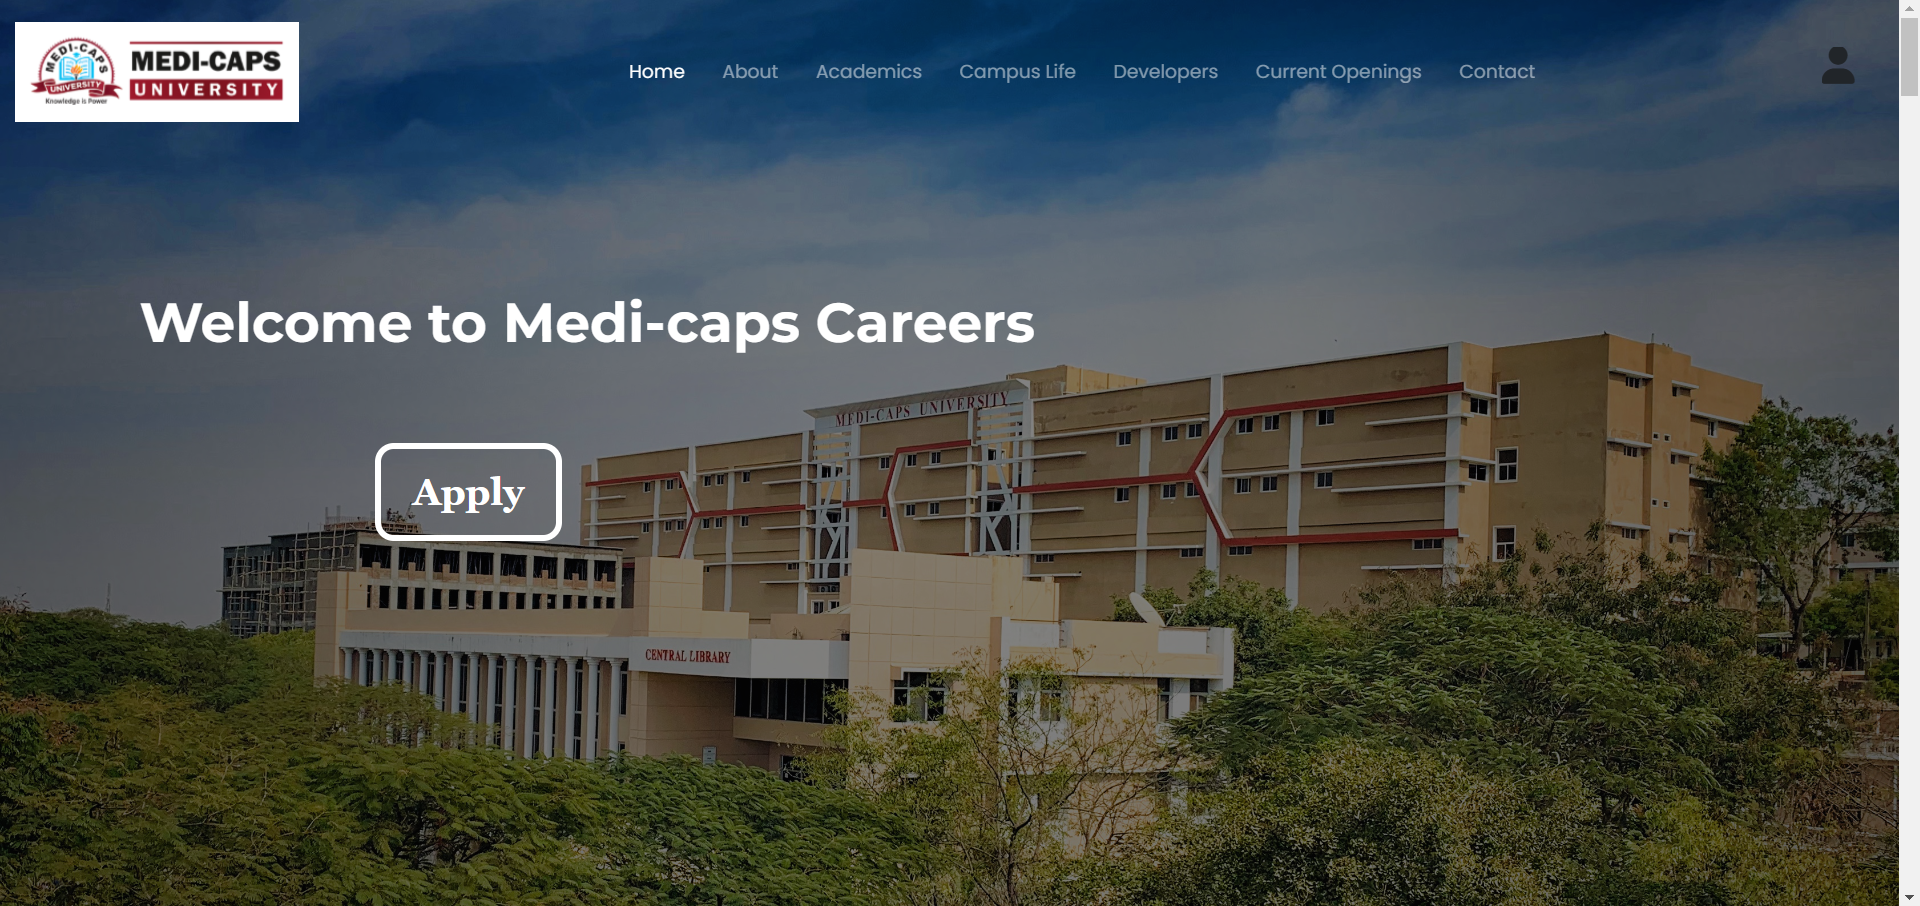 MEDI-CAPS
UNIVERSITY
Knowledge is Power
MEDI-CAPS
UNIVERSITY
Home
About
Academics
Campus Life
Developers
Current Openings
Contact
Welcome to Medi-caps Careers
MEDI-CAPS UNIVERSITY
Apply
CENTRAL LIBRARY